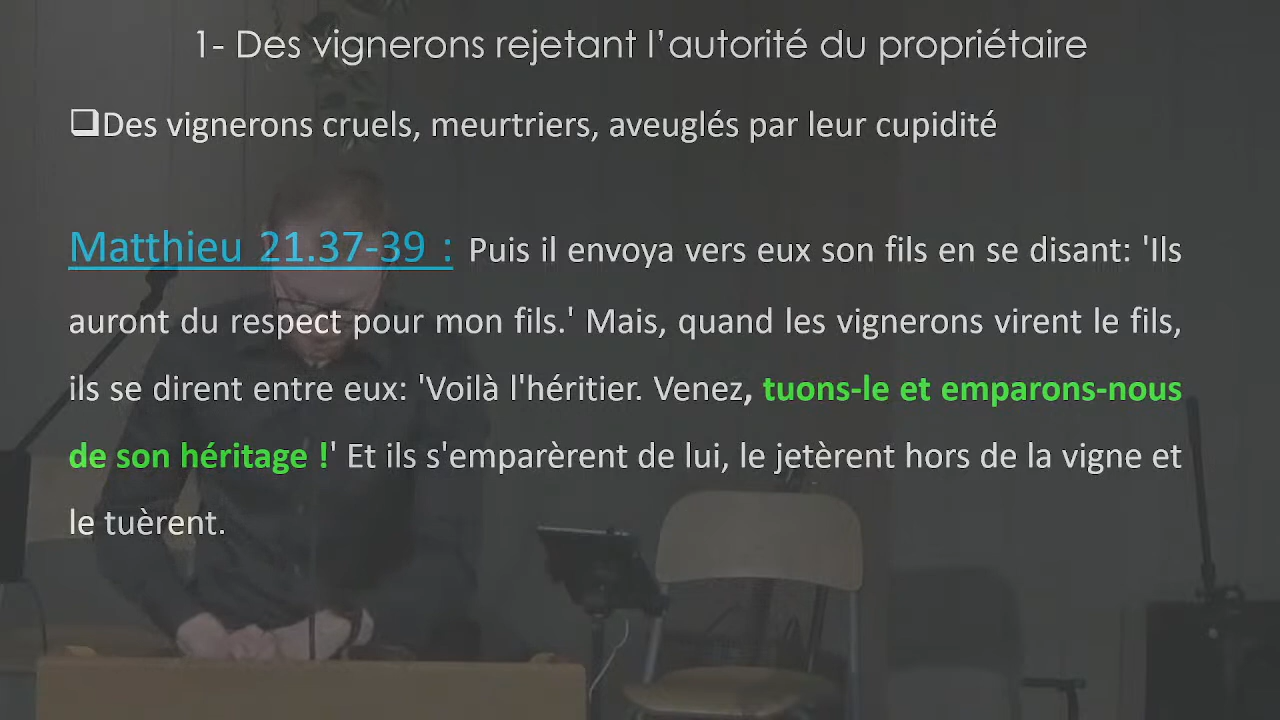 1- Des vignerons rejetant l’autorité du propriétaire
❑Des vignerons cruels, meurtriers, aveuglés par leur cupidité
Matthieu 21.37-39 : Puis il envoya vers eux son fils en se disant: 'Ils
auront du respect pour mon fils.' Mais, quand les vignerons virent le fils,
ils se dirent entre eux: 'Voilà l'héritier. Venez, tuons-le et emparons-nous
de son héritage !' Et ils s'emparèrent de lui, le jetèrent hors de la vigne et
le tuèrent.